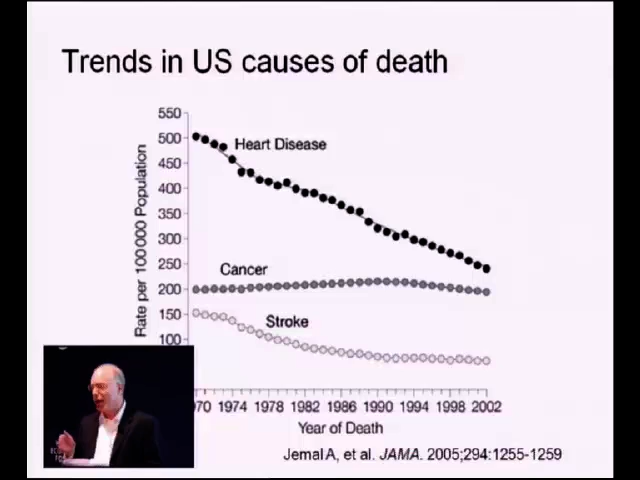 Trends in US causes of death
550
500
450
400
350
300
250
200
150
100
Rate per 100 000 Population
Heart Disease
Cancer
Stroke
70 1974 1978 1982 1986 1990 1994 1998 2002
Year of Death
Jemal A, et al. JAMA. 2005;294:1255-1259